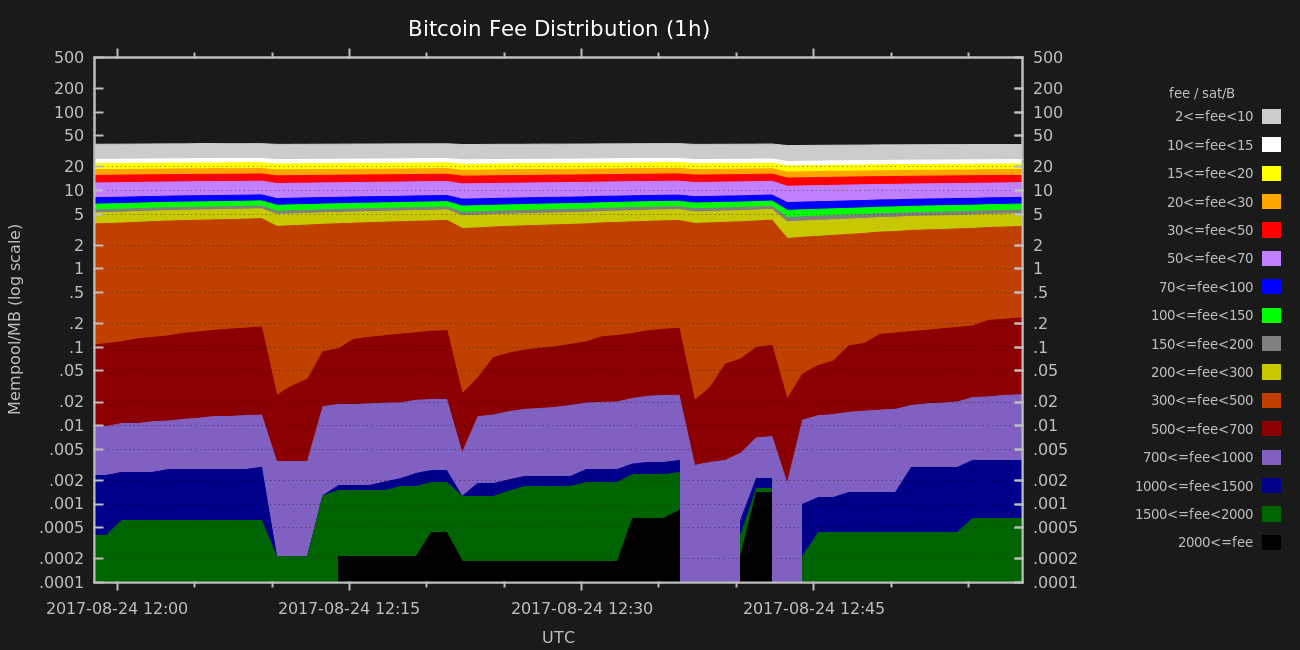 Bitcoin Fee Distribution (1h)
Mempool/MB (log scale)
500
200
100
50
20
10
5
2
1
.5
.2
.1
.05
.02
.01
.005
.002
.001
.0005
.0002
.0001
500
200
100
50
20
10
5
2
1
.5
.2
.1
.05
.02
.01
.005
.002
.001
.0005
.0002
.0001
2017-08-24 12:00 2017-08-24 12:15 2017-08-24 12:30 2017-08-24 12:45
UTC
fee / sat/B
2<=fee<10
10<=fee<15
15<=fee<20
20<=fee<30
30<=fee<50
50<=fee<70
70<=fee<100
100<=fee<150
150<=fee<200
200<=fee<300
300<=fee<500
500<=fee<700
700<=fee<1000
1000<=fee<1500
1500<=fee<2000
2000<=fee